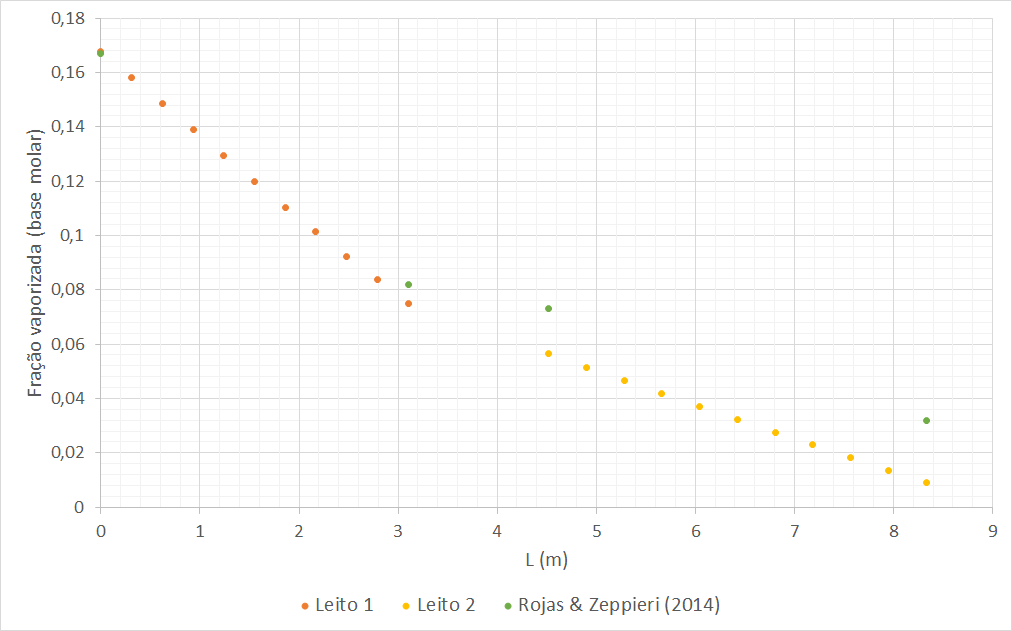 0,18
0,16
0,14
0,12
0,1
0,08
0,06
0,04
0,02
0
Fração vaporizada (base molar)
0 1 2 3 4 5 6 7 8 9
L (m)
Leito 1 Leito 2 Rojas & Zeppieri (2014)